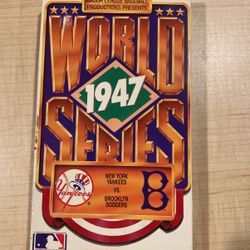 MAJOR LEAGUE BASEBALL
PRODUCTIONS PRESENTS
WORLD
1947
SERIES
NEW YORK
YANKEES
VS.
BROOKLYN
DODGERS
Yankees
B